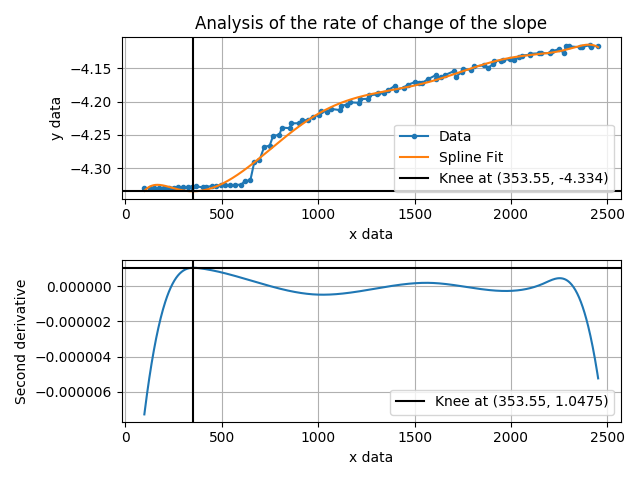 Analysis of the rate of change of the slope
−4.15
−4.20
−4.25
−4.30
y data
Data
Spline Fit
Knee at (353.55, -4.334)
0 500 1000 1500 2000 2500
x data
0.000000
−0.000002
−0.000004
−0.000006
Second derivative
Knee at (353.55, 1.0475)
0 500 1000 1500 2000 2500
x data